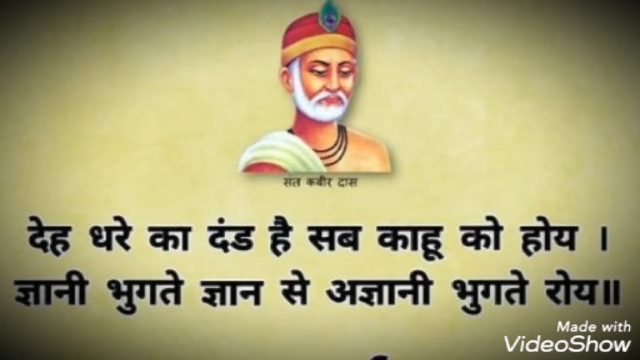 संत कबीर दास
देह धरे का दंड है सब काहू को होय ।
ज्ञानी भुगते ज्ञान से अज्ञानी भुगते रोय॥
Made with
VideoShow